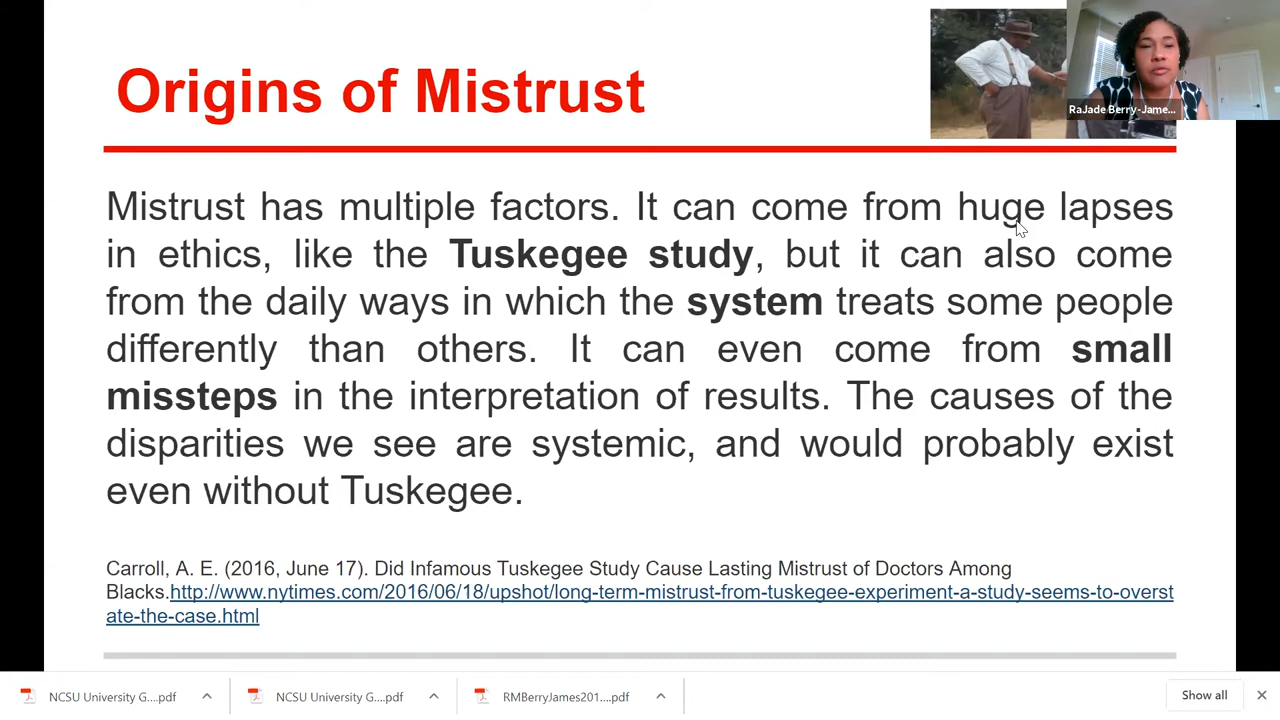 Origins of Mistrust
RaJade Berry-Jame...
Mistrust has multiple factors. It can come from huge lapses
in ethics, like the Tuskegee study, but it can also come
from the daily ways in which the system treats some people
differently than others. It can even come from small
missteps in the interpretation of results. The causes of the
disparities we see are systemic, and would probably exist
even without Tuskegee.
Carroll, A. E. (2016, June 17). Did Infamous Tuskegee Study Cause Lasting Mistrust of Doctors Among
Blacks.http://www.nytimes.com/2016/06/18/upshot/long-term-mistrust-from-tuskegee-experiment-a-study-seems-to-overst
ate-the-case.html
NCSU University G....pdf
NCSU University G....pdf
RMBerryJames201....pdf
Show all